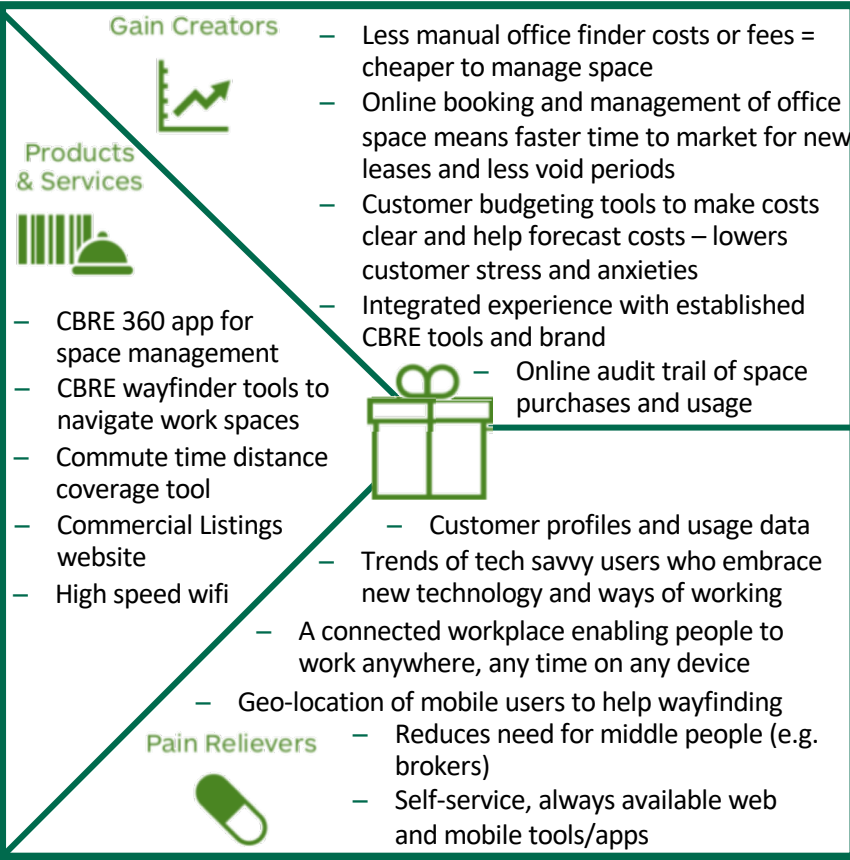 Gain Creators
– Less manual office finder costs or fees =
cheaper to manage space
– Online booking and management of office
space means faster time to market for new
leases and less void periods
– Customer budgeting tools to make costs
clear and help forecast costs – lowers
customer stress and anxieties
– Integrated experience with established
CBRE tools and brand
– Online audit trail of space
purchases and usage
Products
& Services
– CBRE 360 app for
space management
– CBRE wayfinder tools to
navigate work spaces
– Commute time distance
coverage tool
– Commercial Listings
website
– High speed wifi
– Customer profiles and usage data
– Trends of tech savvy users who embrace
new technology and ways of working
– A connected workplace enabling people to
work anywhere, any time on any device
– Geo-location of mobile users to help wayfinding
Pain Relievers
– Reduces need for middle people (e.g.
brokers)
– Self-service, always available web
and mobile tools/apps